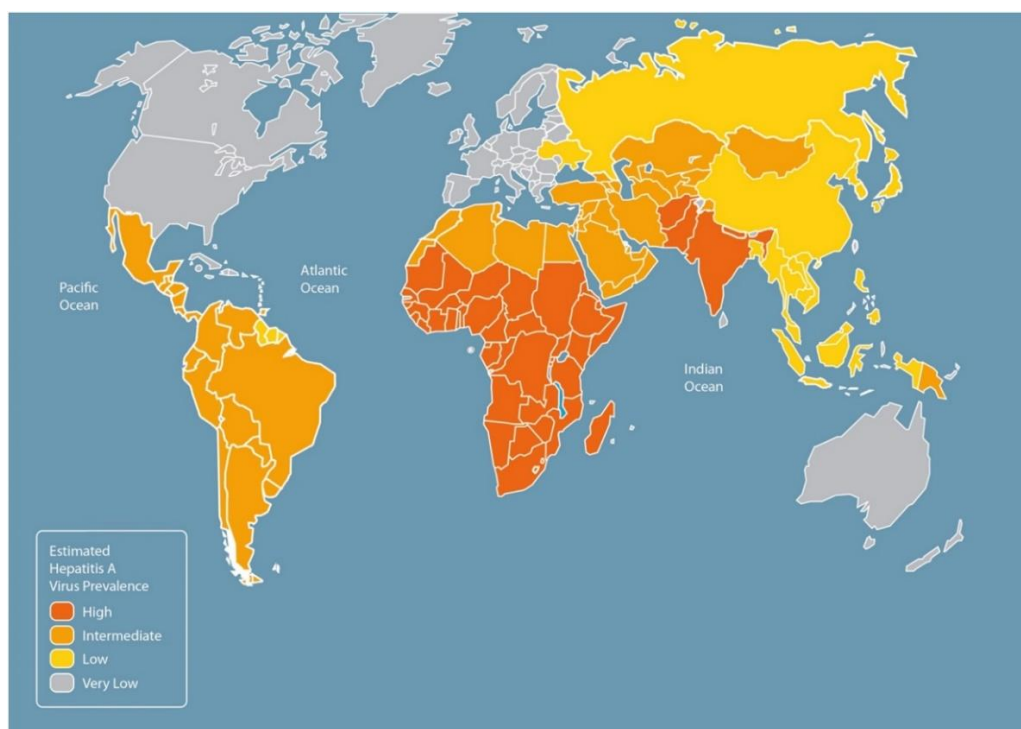 Pacific
Ocean
Atlantic
Ocean
Indian
Ocean
Estimated
Hepatitis A
Virus Prevalence
High
Intermediate
Low
Very Low